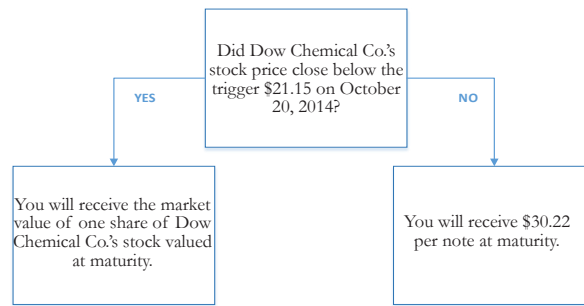 Did Dow Chemical Co.'s
stock price close below the
trigger $21.15 on October
20, 2014?
YES
NO
You will receive the market
value of one share of Dow
Chemical Co.'s stock valued
at maturity.
You will receive $30.22
per note at maturity.